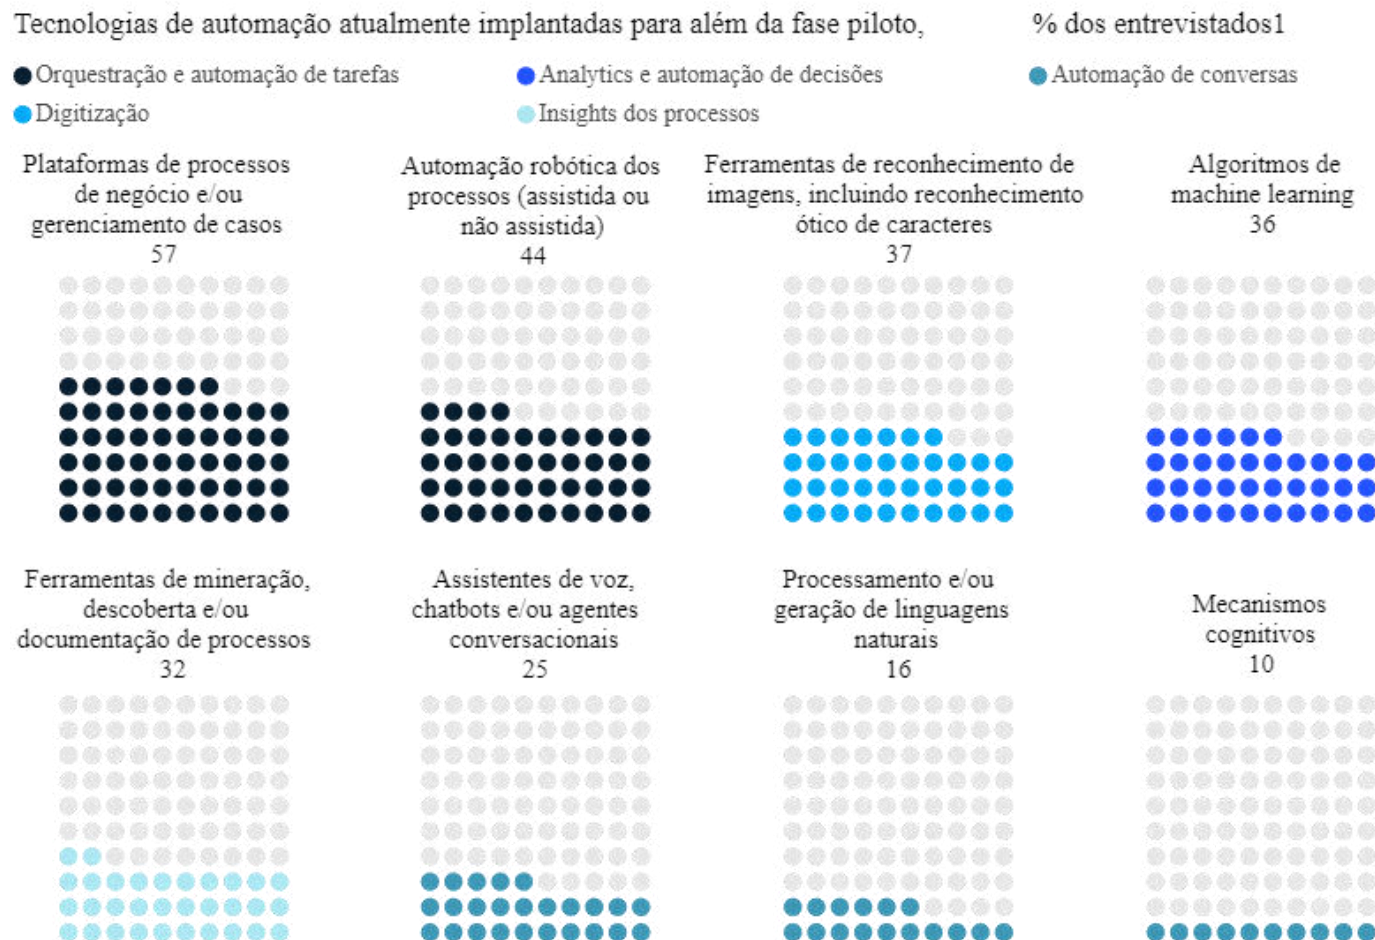 Tecnologias de automação atualmente implantadas para além da fase piloto, % dos entrevistados1
Orquestração e automação de tarefas
Analytics e automação de decisões
Automação de conversas
Digitização
Insights dos processos
Plataformas de processos
de negócio e/ou
gerenciamento de casos
57
Automação robótica dos
processos (assistida ou
não assistida)
44
Ferramentas de reconhecimento de
imagens, incluindo reconhecimento
ótico de caracteres
37
Algoritmos de
machine learning
36
Ferramentas de mineração,
descoberta e/ou
documentação de processos
32
Assistentes de voz,
chatbots e/ou agentes
conversacionais
25
Processamento e/ou
geração de linguagens
naturais
16
Mecanismos
cognitivos
10